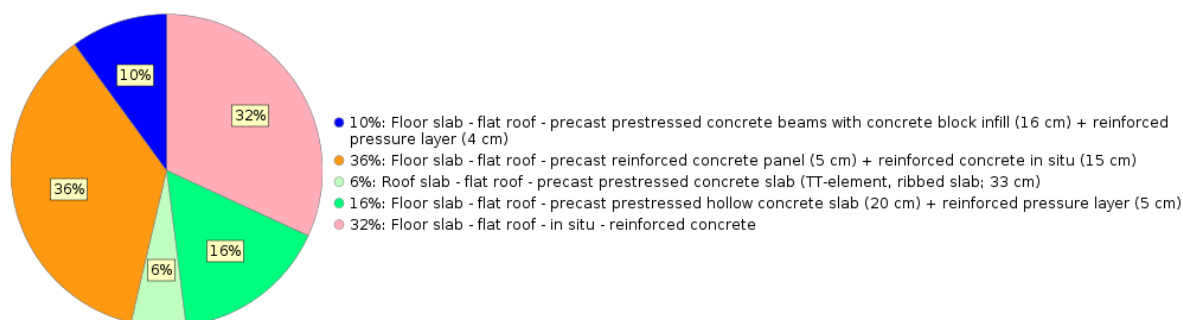 10%
32%
36%
16%
6%
10%: Floor slab - flat roof - precast prestressed concrete beams with concrete block infill (16 cm) + reinforced
pressure layer (4 cm)
36%: Floor slab - flat roof - precast reinforced concrete panel (5 cm) + reinforced concrete in situ (15 cm)
6%: Roof slab - flat roof - precast prestressed concrete slab (TT-element, ribbed slab; 33 cm)
16%: Floor slab - flat roof - precast prestressed hollow concrete slab (20 cm) + reinforced pressure layer (5 cm)
32%: Floor slab - flat roof - in situ - reinforced concrete